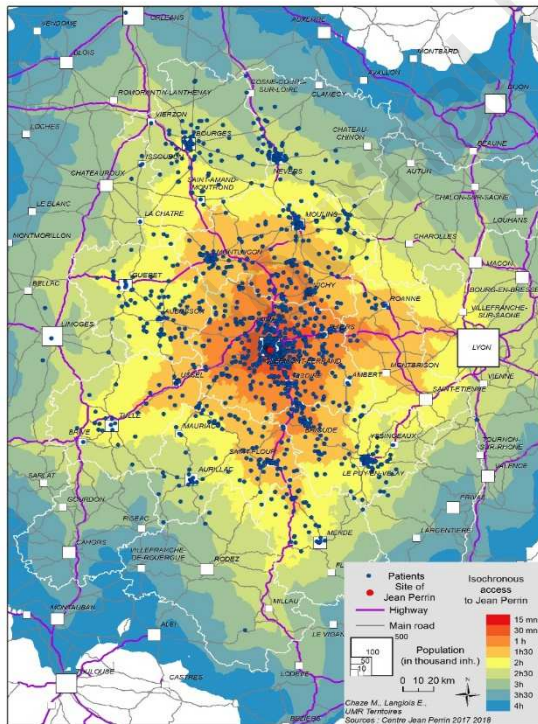 VENDOME
ORLEANS
AUXERRE
MONTBARD
BLOIS
AVALLON
DIJON
ROMORANTIN-LANTHENAY
COSNE-COURS-
SUR-LOIRE
CLAMECY
LOCHES
VIERZON
BOURGES
CHATEAU-
CHINON
BEAUNE
ISSOUDUN
NEVERS
AUTUN
CHATEAUROUX
SAINT-AMAND-
MONTROND
CHALON-SUR-SAONE
LE BLANC
LA CHATRE
MOULINS
LOUHANS
MONTMORILLON
CHAROLLES
MONTLUCON
MACON
BELLAC
GUERET
VICHY
BOURG-EN-BRESSE
ROANNE
AUBUSSON
VILLEFRANCHE-
SUR-SAONE
LIMOGES
THIERS
LYON
CLERMONT-FERRAND
USSEL
ISSOIRE
AMBERT
MONTBRISON
VIENNE
SAINT-ETIENNE
TULLE
BRIOUDE
BRIVE
MAURIAC
YSSINGEAUX
TOURNON-
SUR-RHONE
SAINT-FLOUR
SARLAT
AURILLAC
LE PUY-EN-VELAY
VALENCE
GOURDON
PRIVAS
FIGEAC
MENDE
LARGENTIERE
CAHORS
VILLEFRANCHE-
DE-ROUERGUE
RODEZ
MILLAU
MONTAUBAN
ALBI
LE VIGAN
TOULOUSE
CASTRES
LODEVE
BEZIERS
Patients
Site of
Jean Perrin
Highway
Main road
500
100
50
10
Population
(in thousand inh.)
0 10 20 km
N
Chaze M., Langlois E.,
UMR Territoires
Sources : Centre Jean Perrin 2017 2018
Isochronous
access
to Jean Perrin
15 mn
30 mn
1 h
1h30
2h
2h30
3h
3h30
4h